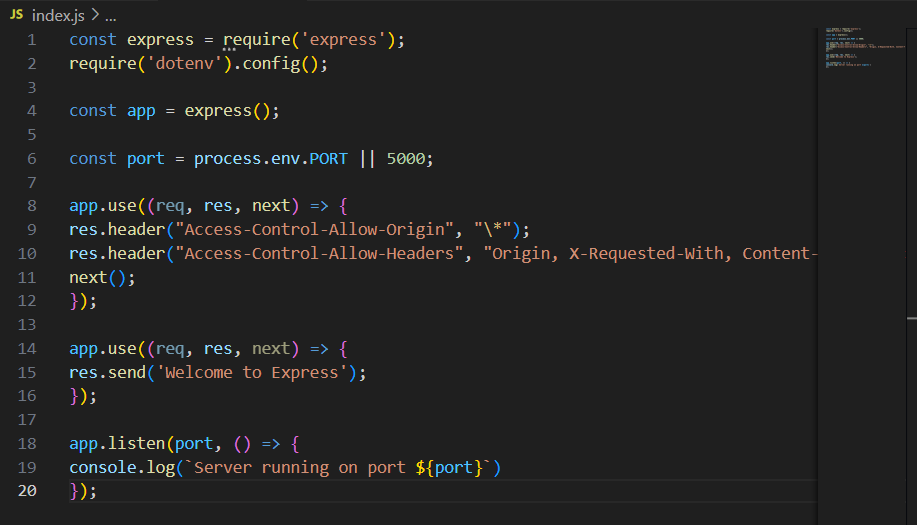 JS index.js > ...
1 const express = require('express');
2 require('dotenv').config();
3
4 const app = express();
5
6 const port = process.env.PORT || 5000;
7
8 app.use((req, res, next) => {
9 res.header("Access-Control-Allow-Origin", "\*");
10 res.header("Access-Control-Allow-Headers", "Origin, X-Requested-With, Content-
11 next();
12 });
13
14 app.use((req, res, next) => {
15 res.send('Welcome to Express');
16 });
17
18 app.listen(port, () => {
19 console.log(`Server running on port ${port}`)
20 });